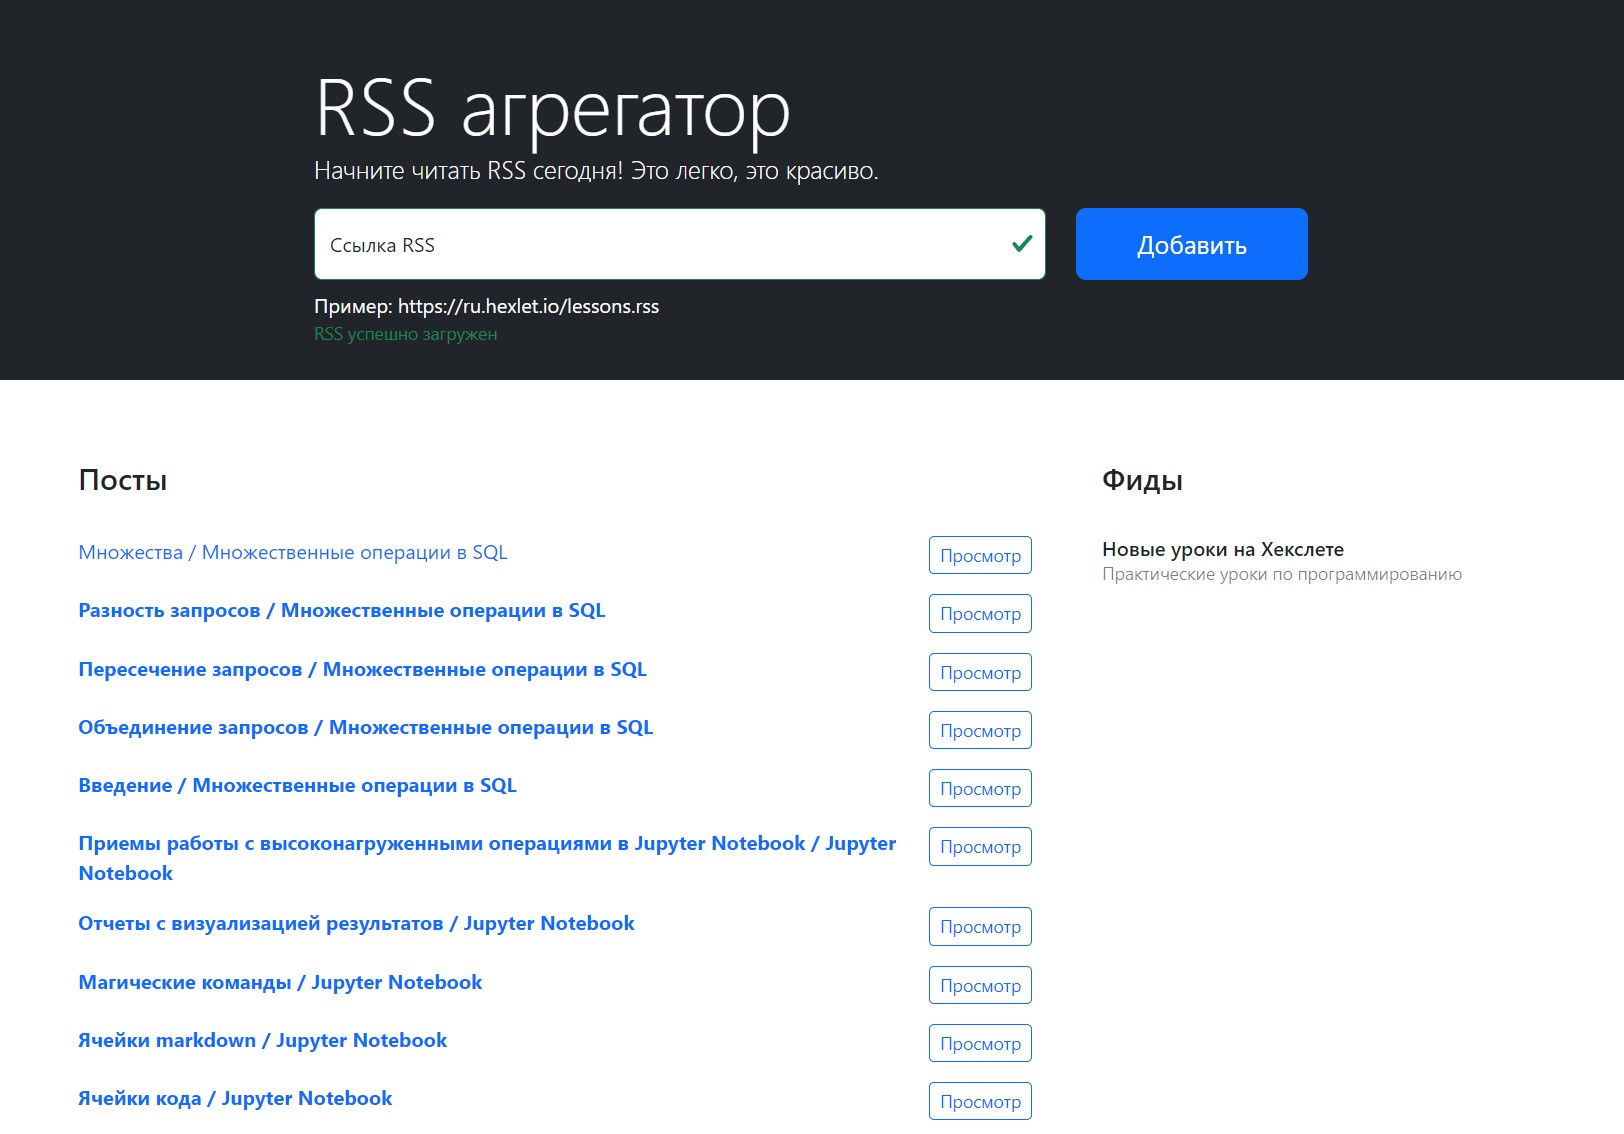 RSS агрегатор
Начните читать RSS сегодня! Это легко, это красиво.
Ссылка RSS
Добавить
Пример: https://ru.hexlet.io/lessons.rss
RSS успешно загружен
Посты
Множества / Множественные операции в SQL
Просмотр
Разность запросов / Множественные операции в SQL
Просмотр
Пересечение запросов / Множественные операции в SQL
Просмотр
Объединение запросов / Множественные операции в SQL
Просмотр
Введение / Множественные операции в SQL
Просмотр
Приемы работы с высоконагруженными операциями в Jupyter Notebook / Jupyter
Notebook
Просмотр
Отчеты с визуализацией результатов / Jupyter Notebook
Просмотр
Магические команды / Jupyter Notebook
Просмотр
Ячейки markdown / Jupyter Notebook
Просмотр
Ячейки кода / Jupyter Notebook
Просмотр
Фиды
Новые уроки на Хекслете
Практические уроки по программированию